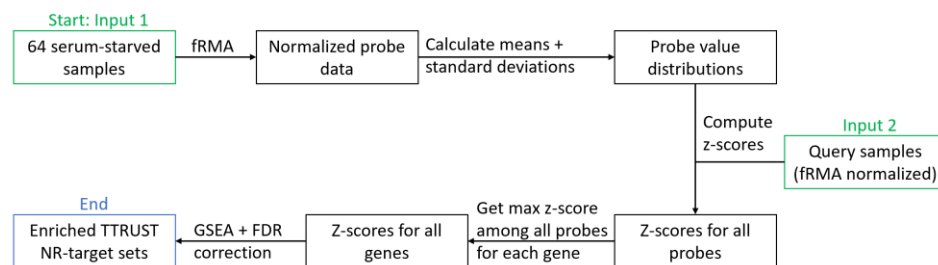 Start: Input 1
64 serum-starved
samples
fRMA
Normalized probe
data
Calculate means +
standard deviations
Probe value
distributions
Compute
z-scores
Input 2
Query samples
(fRMA normalized)
Z-scores for all
probes
Get max z-score
among all probes
for each gene
Z-scores for all
genes
GSEA + FDR
correction
End
Enriched TTRUST
NR-target sets